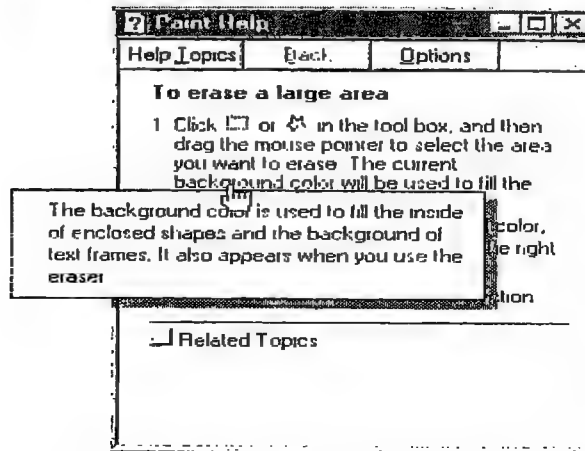 Paint Help
Help Topics Back Options
To erase a large area
1 Click or in the tool box, and then
drag the mouse pointer to select the area
you want to erase. The current
background color will be used to fill the
The background color is used to fill the inside
of enclosed shapes and the background of
text frames. It also appears when you use the
eraser
color,
right
Related Topics